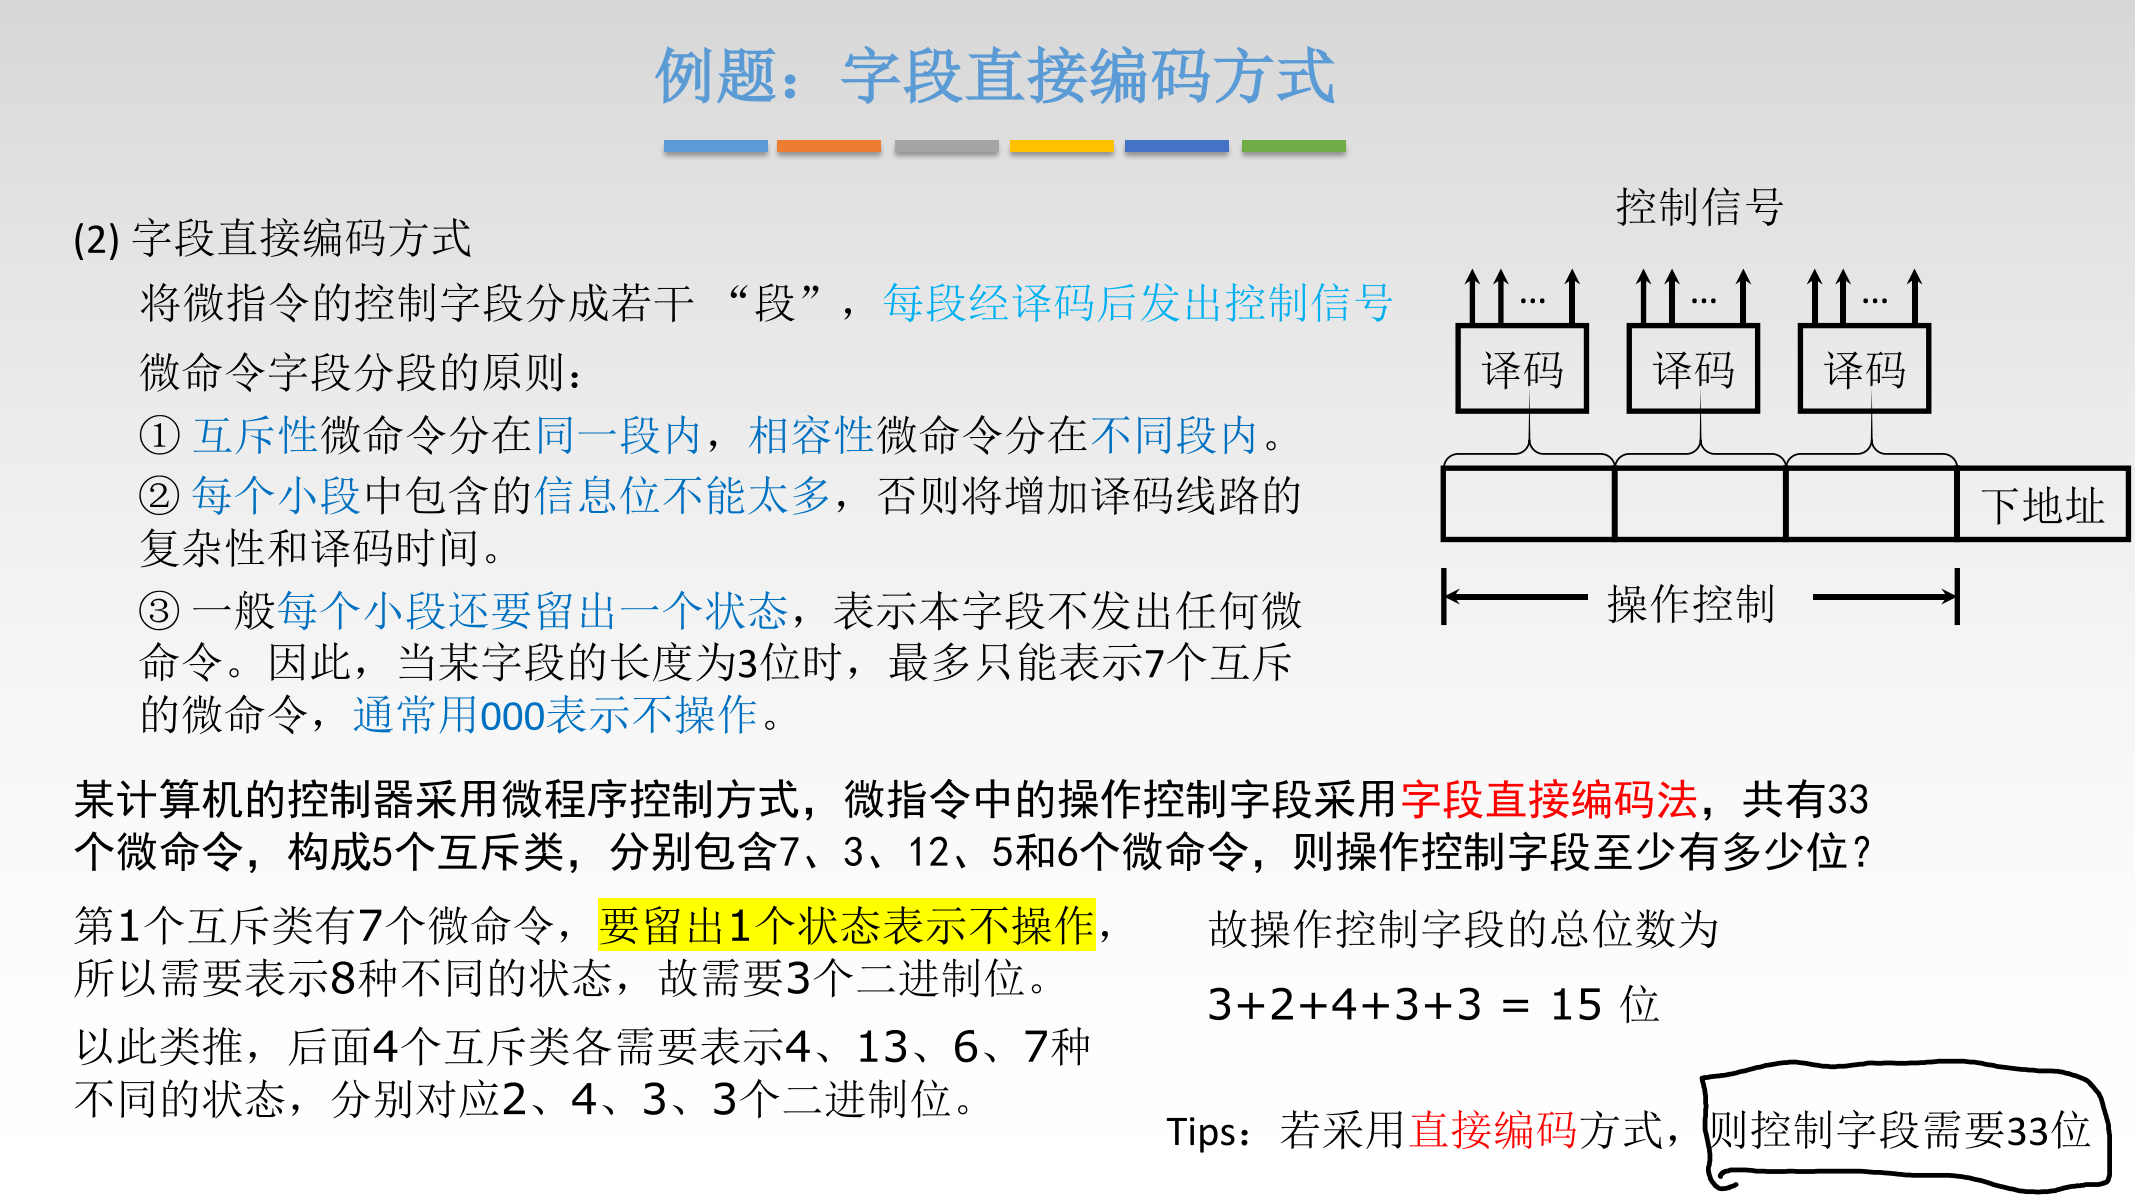 例题：字段直接编码方式
(2) 字段直接编码方式
将微指令的控制字段分成若干 “段”，每段经译码后发出控制信号
微命令字段分段的原则：
① 互斥性微命令分在同一段内，相容性微命令分在不同段内。
② 每个小段中包含的信息位不能太多，否则将增加译码线路的
复杂性和译码时间。
③ 一般每个小段还要留出一个状态，表示本字段不发出任何微
命令。因此，当某字段的长度为3位时，最多只能表示7个互斥
的微命令，通常用000表示不操作。
控制信号
... ... ...
译码 译码 译码
下地址
操作控制
某计算机的控制器采用微程序控制方式，微指令中的操作控制字段采用字段直接编码法，共有33
个微命令，构成5个互斥类，分别包含7、3、12、5和6个微命令，则操作控制字段至少有多少位？
第1个互斥类有7个微命令，要留出1个状态表示不操作，
所以需要表示8种不同的状态，故需要3个二进制位。
以此类推，后面4个互斥类各需要表示4、13、6、7种
不同的状态，分别对应2、4、3、3个二进制位。
故操作控制字段的总位数为
3+2+4+3+3 = 15 位
Tips：若采用直接编码方式，则控制字段需要33位